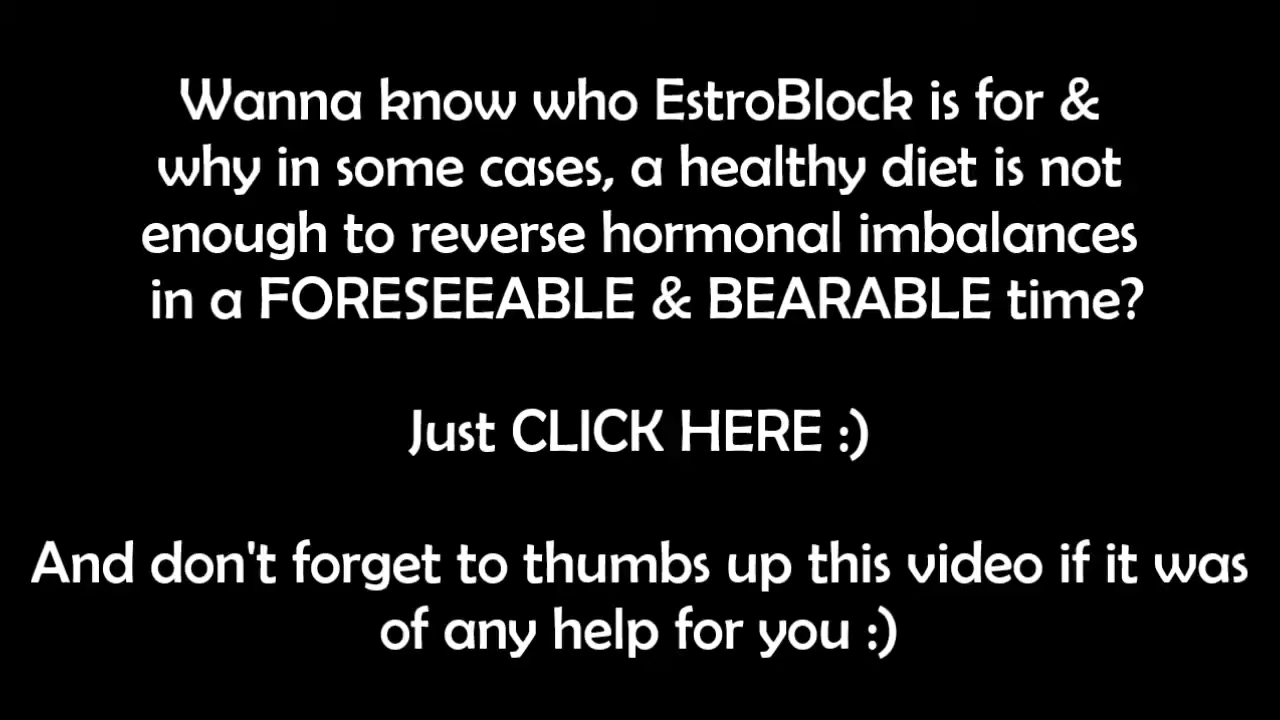 Wanna know who EstroBlock is for &
why in some cases, a healthy diet is not
enough to reverse hormonal imbalances
in a FORESEEABLE & BEARABLE time?
Just CLICK HERE :)
And don't forget to thumbs up this video if it was
of any help for you :)